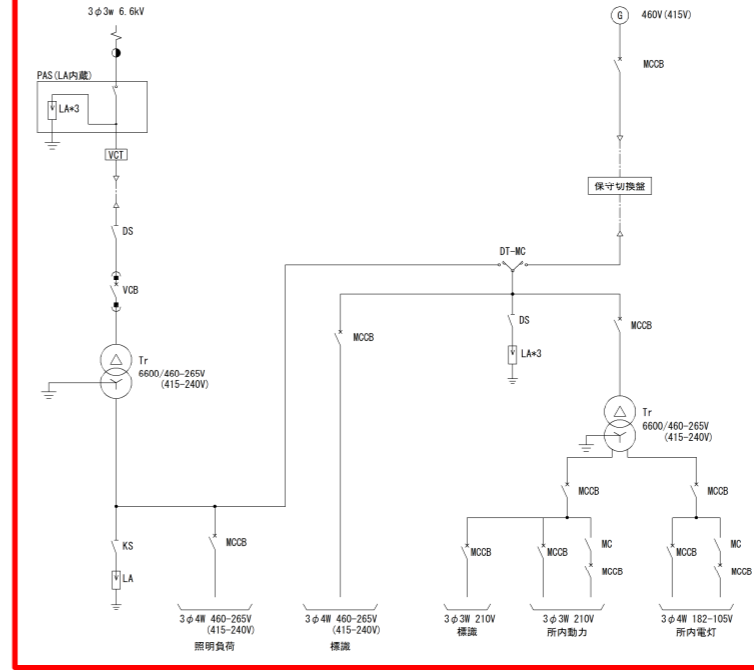 3φ3w 6.6kV
G
460V(415V)
MCCB
PAS(LA内蔵)
LA*3
VCT
保守切換盤
DS
DT-MC
VCB
MCCB
DS
MCCB
LA*3
Tr
6600/460-265V
(415-240V)
Tr
6600/460-265V
(415-240V)
MCCB
MCCB
KS
MCCB
MCCB
MCCB
MC
MCCB
MCCB
MC
MCCB
LA
3φ4W 460-265V
(415-240V)
照明負荷
3φ4W 460-265V
(415-240V)
標識
3φ3W 210V
標識
3φ3W 210V
所内動力
3φ4W 182-105V
所内電灯